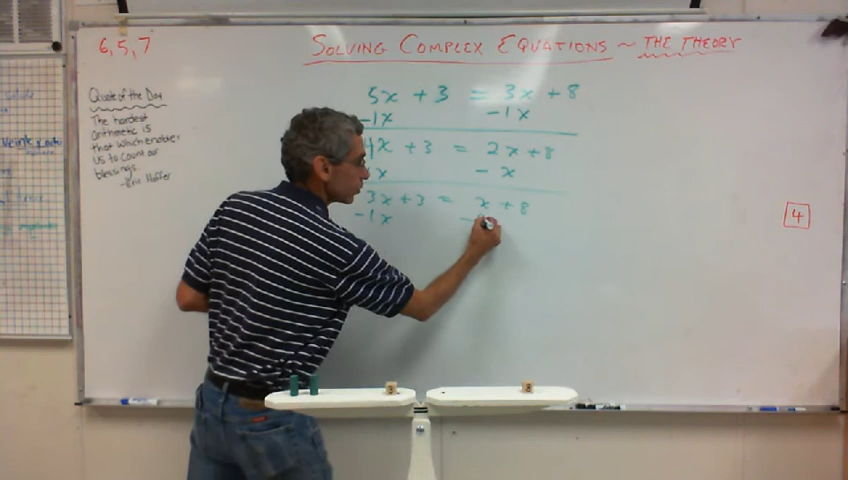 6, 5, 7
SOLVING COMPLEX EQUATIONS ~ THE THEORY
Quote of the Day
The hardest
arithmetic is
that which enables
us to count our
blessings
- Eric Hoffer
5x + 3 = 3x + 8
-1x -1x
4x + 3 = 2x + 8
x - x
3x + 3 = x + 8
-1x -
4
3
8